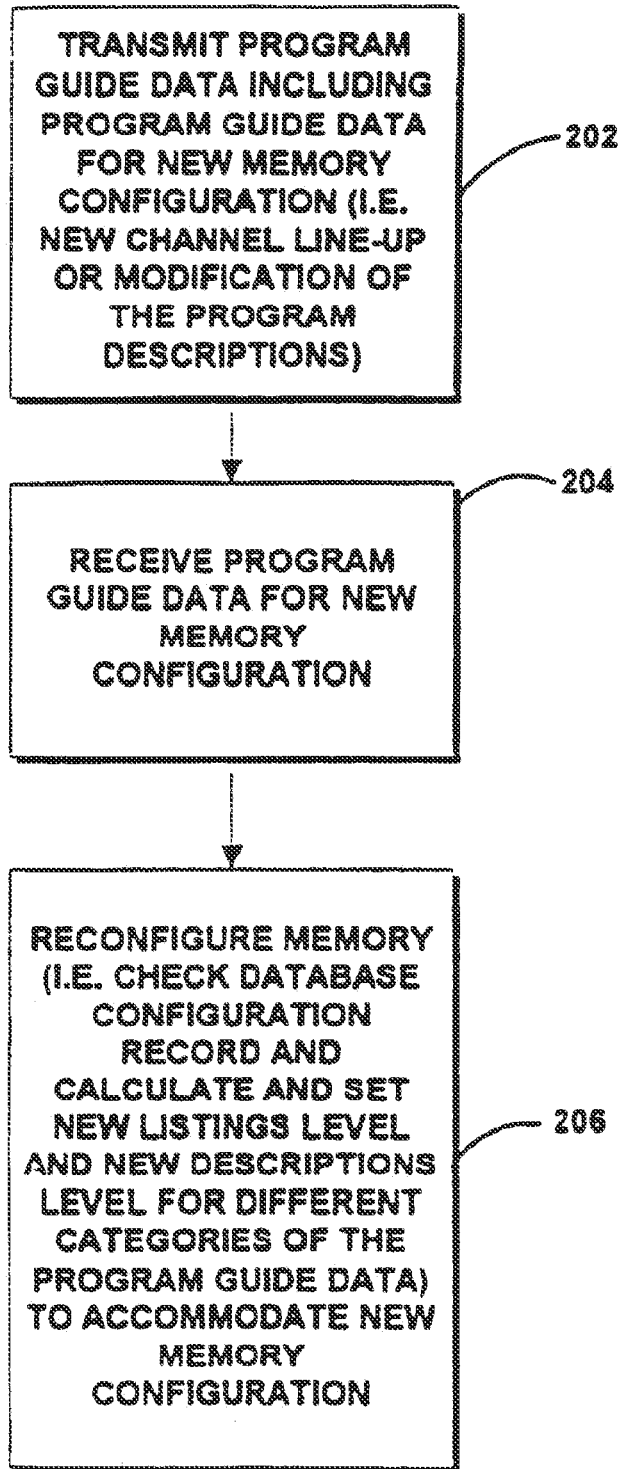 TRANSMIT PROGRAM
GUIDE DATA INCLUDING
PROGRAM GUIDE DATA
FOR NEW MEMORY
CONFIGURATION (I.E.
NEW CHANNEL LINE-UP
OR MODIFICATION OF
THE PROGRAM
DESCRIPTIONS)
202
RECEIVE PROGRAM
GUIDE DATA FOR NEW
MEMORY
CONFIGURATION
204
RECONFIGURE MEMORY
(I.E. CHECK DATABASE
CONFIGURATION
RECORD AND
CALCULATE AND SET
NEW LISTINGS LEVEL
AND NEW DESCRIPTIONS
LEVEL FOR DIFFERENT
CATEGORIES OF THE
PROGRAM GUIDE DATA)
TO ACCOMMODATE NEW
MEMORY
CONFIGURATION
206